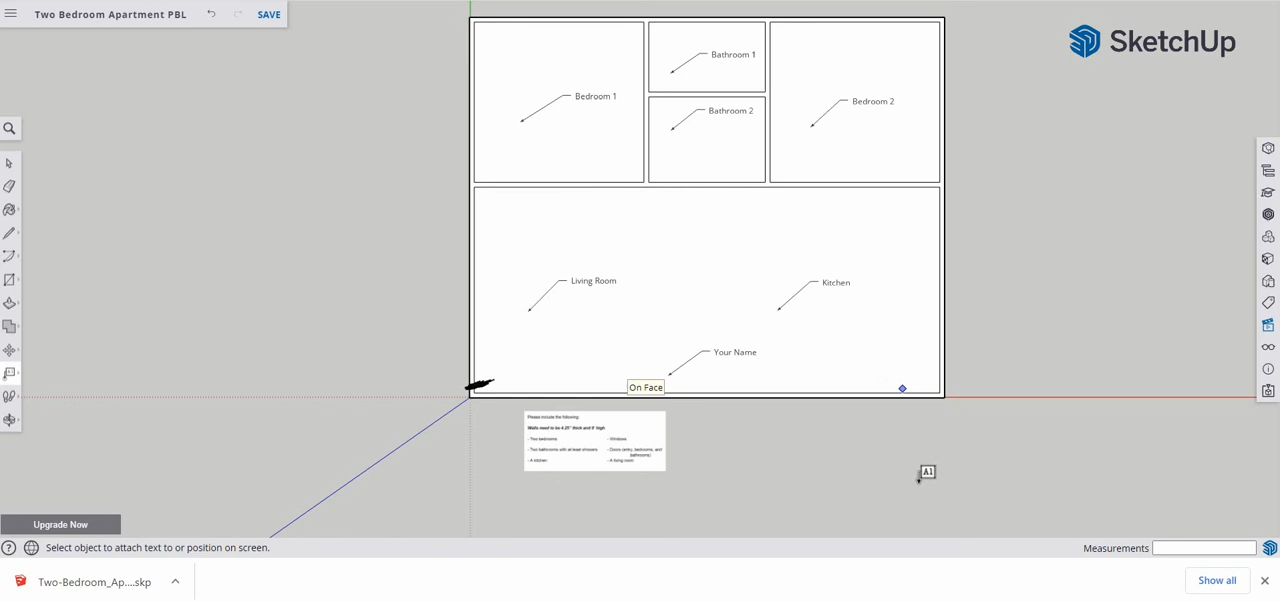 Two Bedroom Apartment PBL
SAVE
SketchUp
Bathroom 1
Bedroom 1
Bathroom 2
Bedroom 2
Living Room
Kitchen
Your Name
On Face
Please include the following
Walls need to be 4.25" thick and 8' high
- Two bedrooms
- Windows
- Two bathrooms with at least showers
- Doors (entry, bedrooms, and
bathrooms)
- A kitchen
- A living room
A1
Upgrade Now
Select object to attach text to or position on screen.
Measurements
Two-Bedroom_Ap....skp
Show all